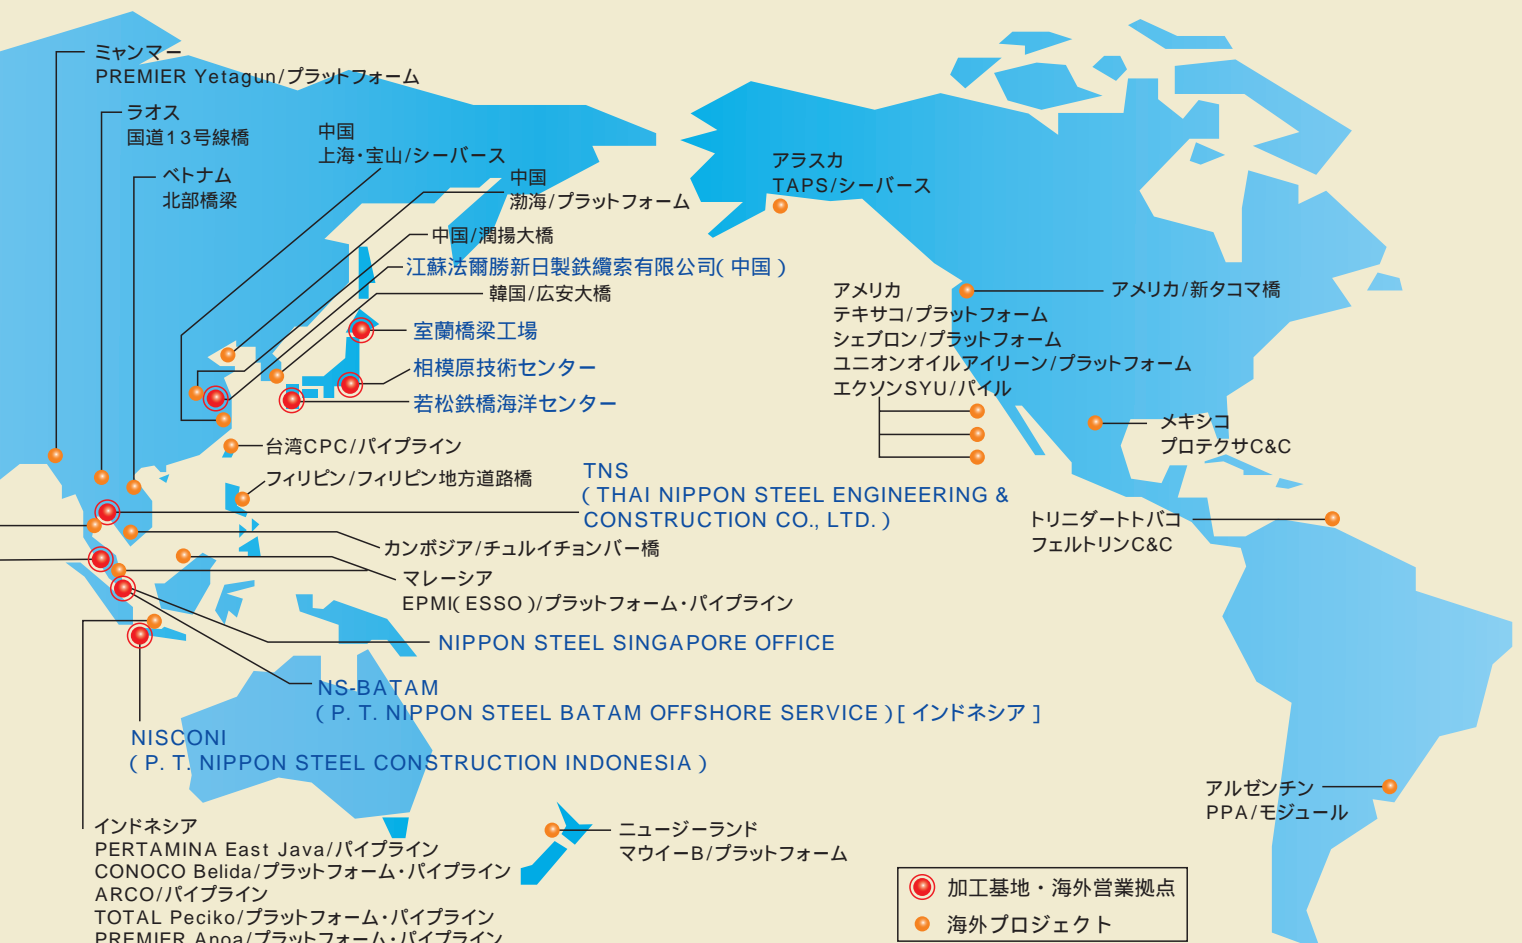 ミャンマー
PREMIER Yetagun/プラットフォーム
ラオス
国道13号線橋
ベトナム
北部橋梁
中国
上海・宝山/シーバース
中国
渤海/プラットフォーム
中国/潤揚大橋
江蘇法爾勝新日製鉄纜索有限公司(中国)
韓国/広安大橋
室蘭橋梁工場
相模原技術センター
若松鉄橋海洋センター
台湾CPC/パイプライン
フィリピン/フィリピン地方道路橋
TNS
(THAI NIPPON STEEL ENGINEERING &
CONSTRUCTION CO., LTD.)
カンボジア/チュルイチョンバー橋
マレーシア
EPMI(ESSO)/プラットフォーム・パイプライン
NIPPON STEEL SINGAPORE OFFICE
NS-BATAM
(P. T. NIPPON STEEL BATAM OFFSHORE SERVICE)[インドネシア]
NISCONI
(P. T. NIPPON STEEL CONSTRUCTION INDONESIA)
インドネシア
PERTAMINA East Java/パイプライン
CONOCO Belida/プラットフォーム・パイプライン
ARCO/パイプライン
TOTAL Peciko/プラットフォーム・パイプライン
PREMIER Anoa/プラットフォーム・パイプライン
ニュージーランド
マウイーB/プラットフォーム
アラスカ
TAPS/シーバース
アメリカ
テキサコ/プラットフォーム
シェブロン/プラットフォーム
ユニオンオイルアイリーン/プラットフォーム
エクソンSYU/パイル
アメリカ/新タコマ橋
メキシコ
プロテクサC&C
トリニダートトバコ
フェルトリンC&C
アルゼンチン
PPA/モジュール
加工基地・海外営業拠点
海外プロジェクト